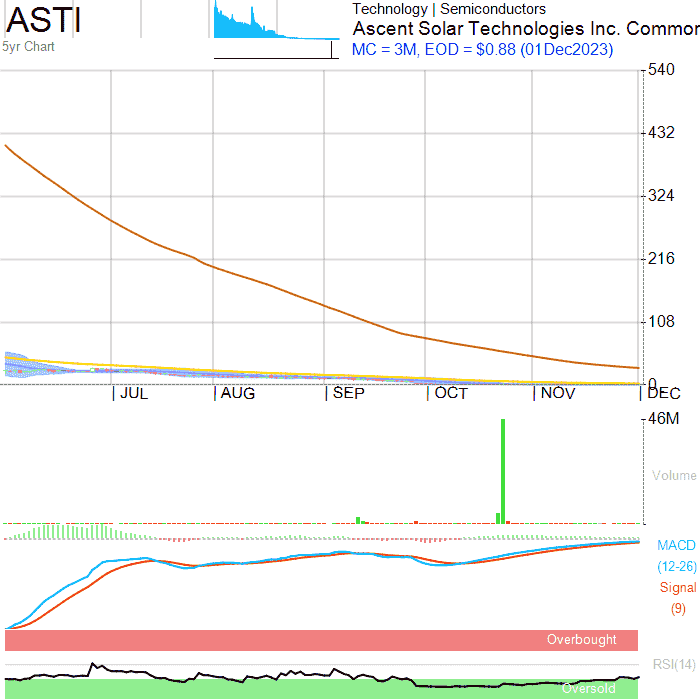 ASTI
5yr Chart
Technology | Semiconductors
Ascent Solar Technologies Inc. Common
MC = 3M, EOD = $0.88 (01Dec2023)
540
432
324
216
108
0
JUL
AUG
SEP
OCT
NOV
DEC
46M
Volume
MACD
(12-26)
Signal
(9)
Overbought
RSI(14)
Oversold